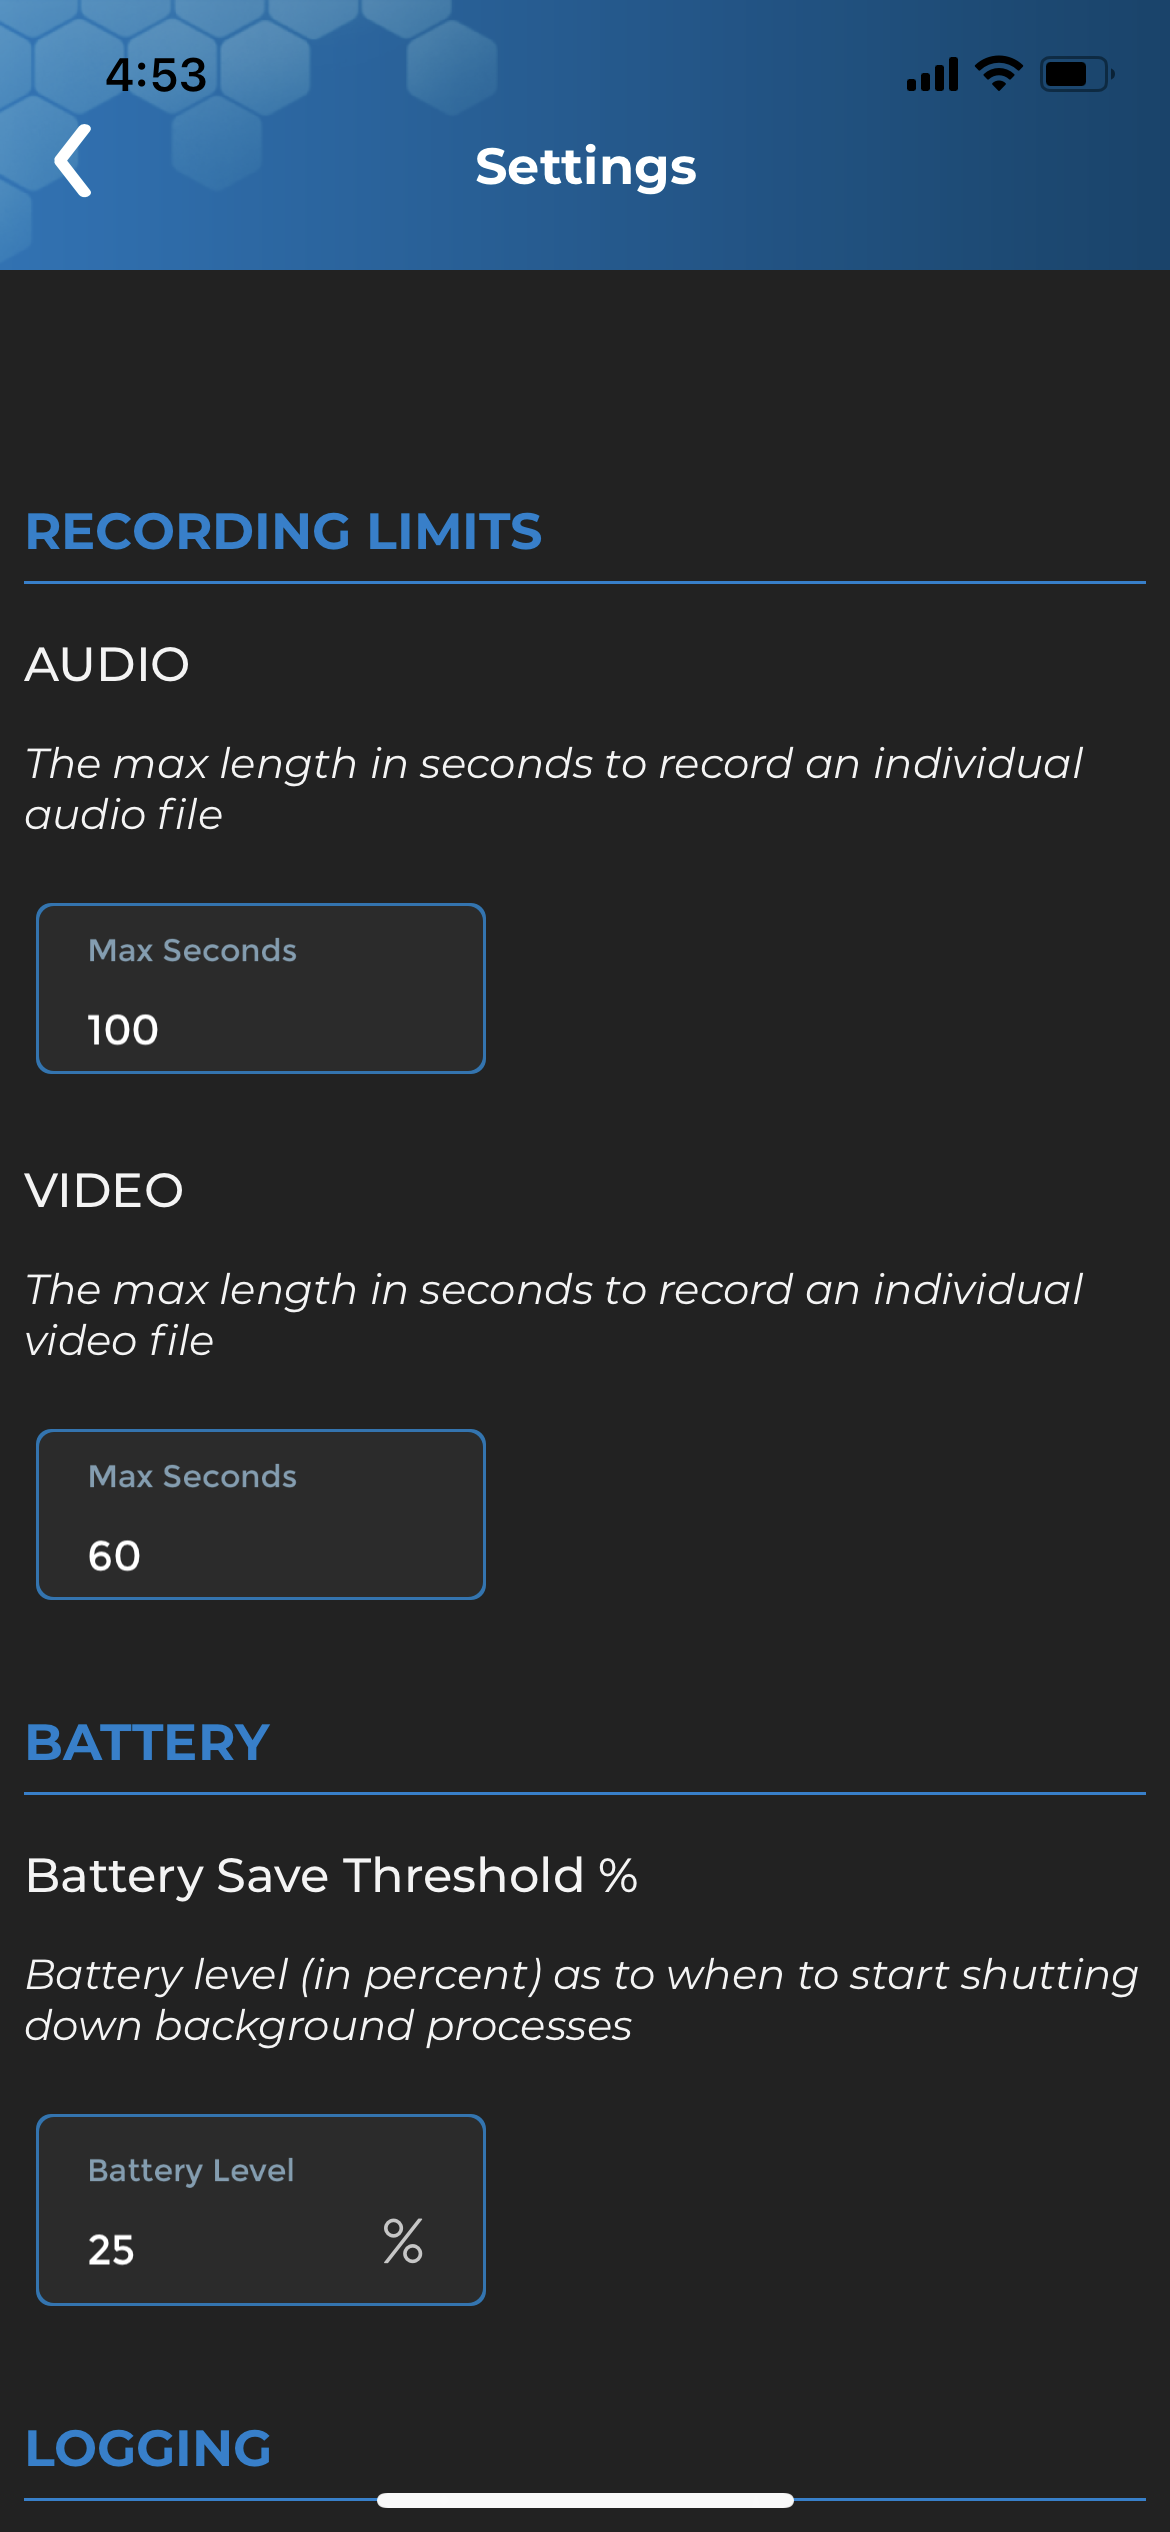 4:53
Settings
RECORDING LIMITS
AUDIO
The max length in seconds to record an individual
audio file
Max Seconds
100
VIDEO
The max length in seconds to record an individual
video file
Max Seconds
60
BATTERY
Battery Save Threshold %
Battery level (in percent) as to when to start shutting
down background processes
Battery Level
25 %
LOGGING